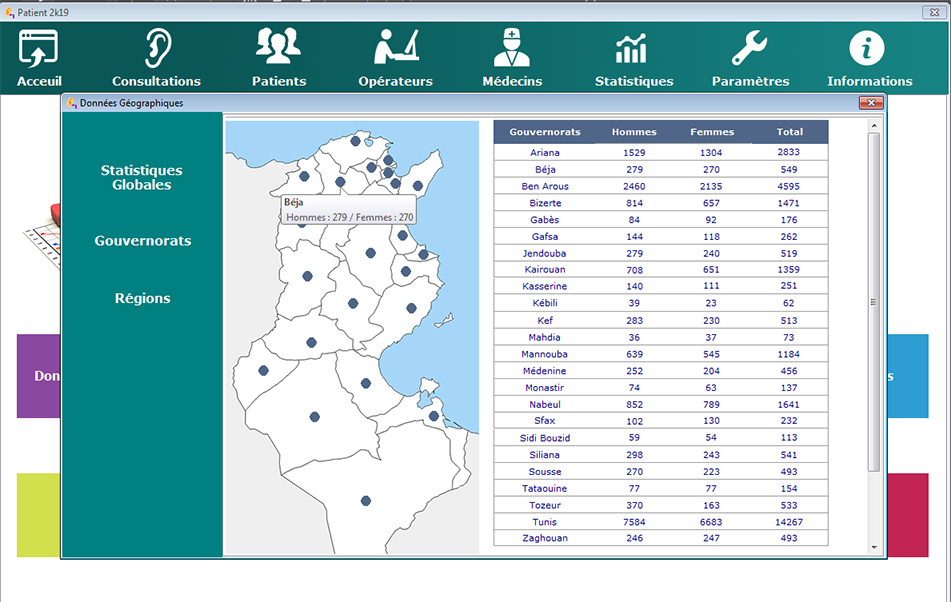 Patient 2k19
Acceuil Consultations Patients Opérateurs Médecins Statistiques Paramètres Informations
Données Géographiques
Statistiques
Globales
Gouvernorats
Régions
Béja
Hommes : 279 / Femmes : 270
Gouvernorats Hommes Femmes Total
Ariana 1529 1304 2833
Béja 279 270 549
Ben Arous 2460 2135 4595
Bizerte 814 657 1471
Gabès 84 92 176
Gafsa 144 118 262
Jendouba 279 240 519
Kairouan 708 651 1359
Kasserine 140 111 251
Kébili 39 23 62
Kef 283 230 513
Mahdia 36 37 73
Mannouba 639 545 1184
Médenine 252 204 456
Monastir 74 63 137
Nabeul 852 789 1641
Sfax 102 130 232
Sidi Bouzid 59 54 113
Siliana 298 243 541
Sousse 270 223 493
Tataouine 77 77 154
Tozeur 370 163 533
Tunis 7584 6683 14267
Zaghouan 246 247 493
Don
s